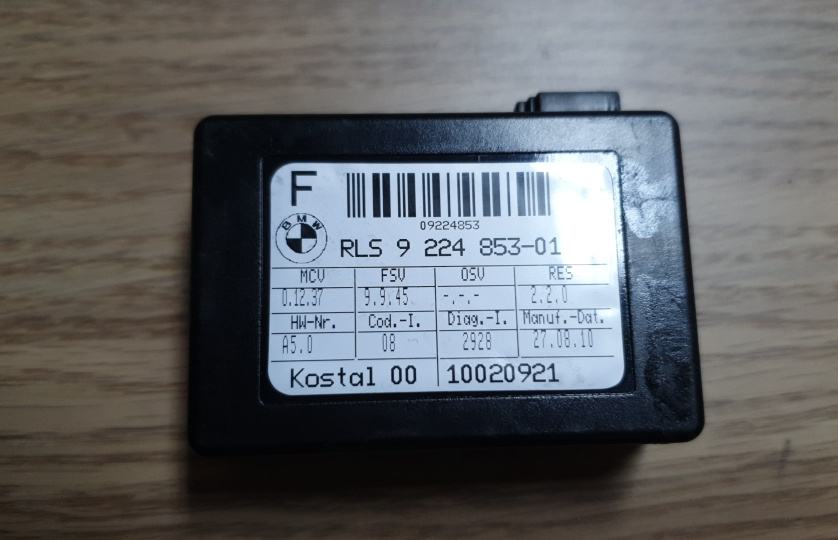 F
09224853
BMW
RLS 9 224 853-01
MCV FSV OSV RES
0.12.37 9.9.45 -.-.- 2.2.0
HW-Nr. Cod.-I. Diag.-I. Manuf.-Dat.
A5.0 08 2928 27.08.10
Kostal 00 10020921